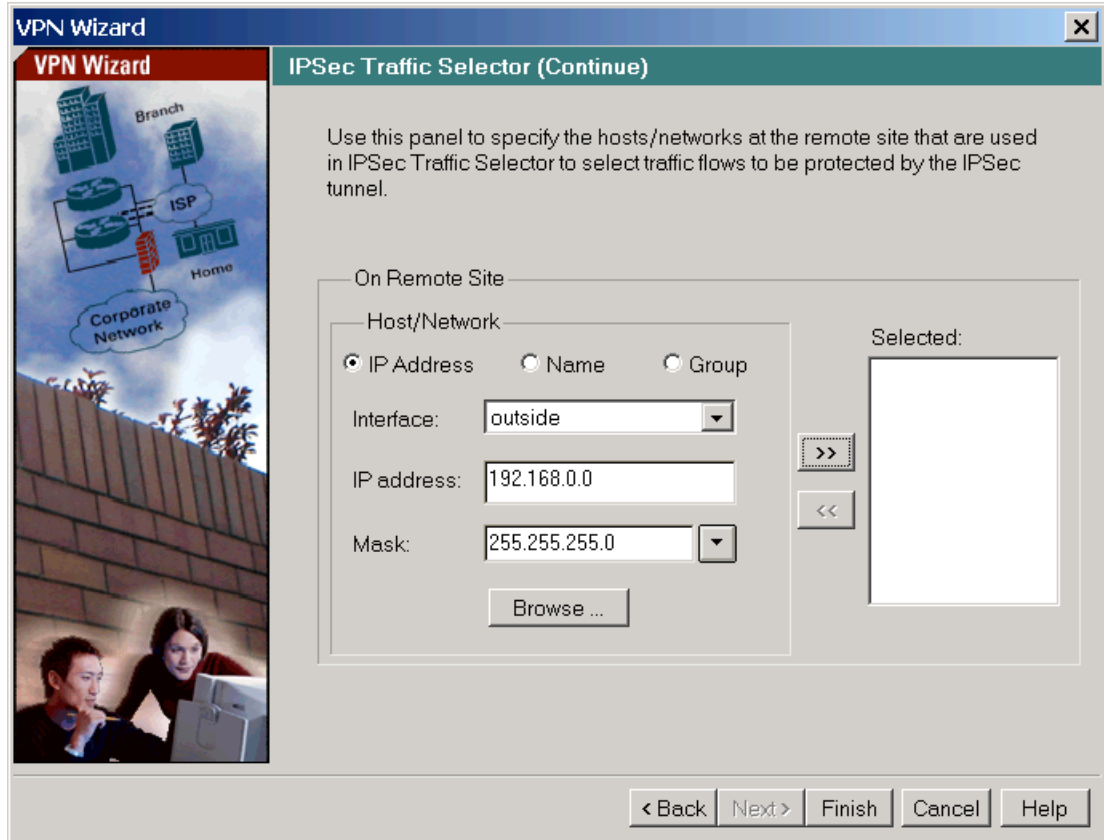 VPN Wizard
VPN Wizard
IPSec Traffic Selector (Continue)
Branch
ISP
Home
Corporate
Network
Use this panel to specify the hosts/networks at the remote site that are used
in IPSec Traffic Selector to select traffic flows to be protected by the IPSec
tunnel.
On Remote Site
Host/Network
IP Address Name Group
Selected:
Interface: outside
>>
IP address: 192.168.0.0
<<
Mask: 255.255.255.0
Browse ...
< Back Next > Finish Cancel Help